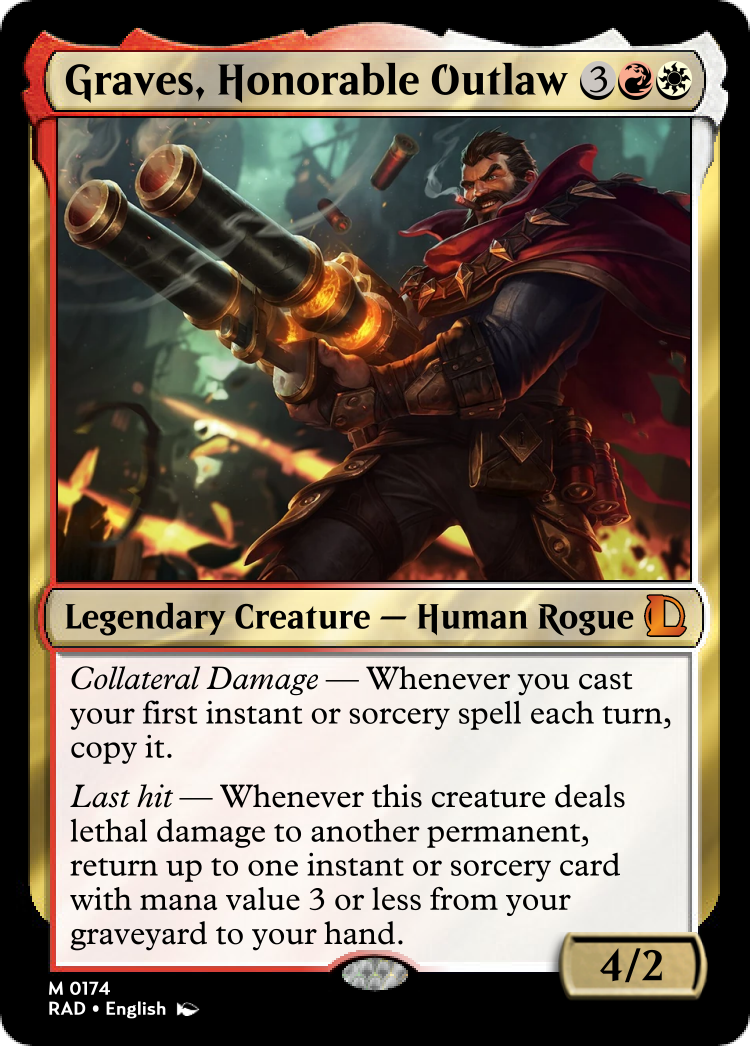 Graves, Honorable Outlaw 3
Legendary Creature — Human Rogue
Collateral Damage — Whenever you cast
your first instant or sorcery spell each turn,
copy it.
Last hit — Whenever this creature deals
lethal damage to another permanent,
return up to one instant or sorcery card
with mana value 3 or less from your
graveyard to your hand.
4/2
M 0174
RAD • English